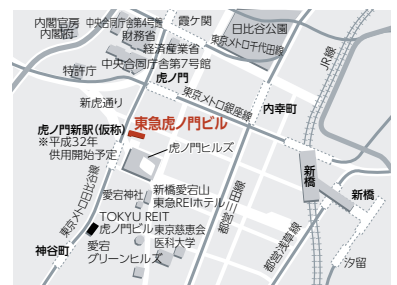 内閣官房
内閣府
中央合同庁舎第4号館
財務省
霞ケ関
日比谷公園
経済産業省
東京メトロ千代田線
JR線
中央合同庁舎第7号館
特許庁
虎ノ門
東京メトロ銀座線
内幸町
新虎通り
東急虎ノ門ビル
虎ノ門新駅(仮称)
※平成32年
供用開始予定
虎ノ門ヒルズ
東京メトロ日比谷線
愛宕神社
新橋愛宕山
東急REIホテル
都営三田線
新橋
新橋
TOKYU REIT
虎ノ門ビル
東京慈恵会
医科大学
都営浅草線
神谷町
愛宕
グリーンヒルズ
汐留